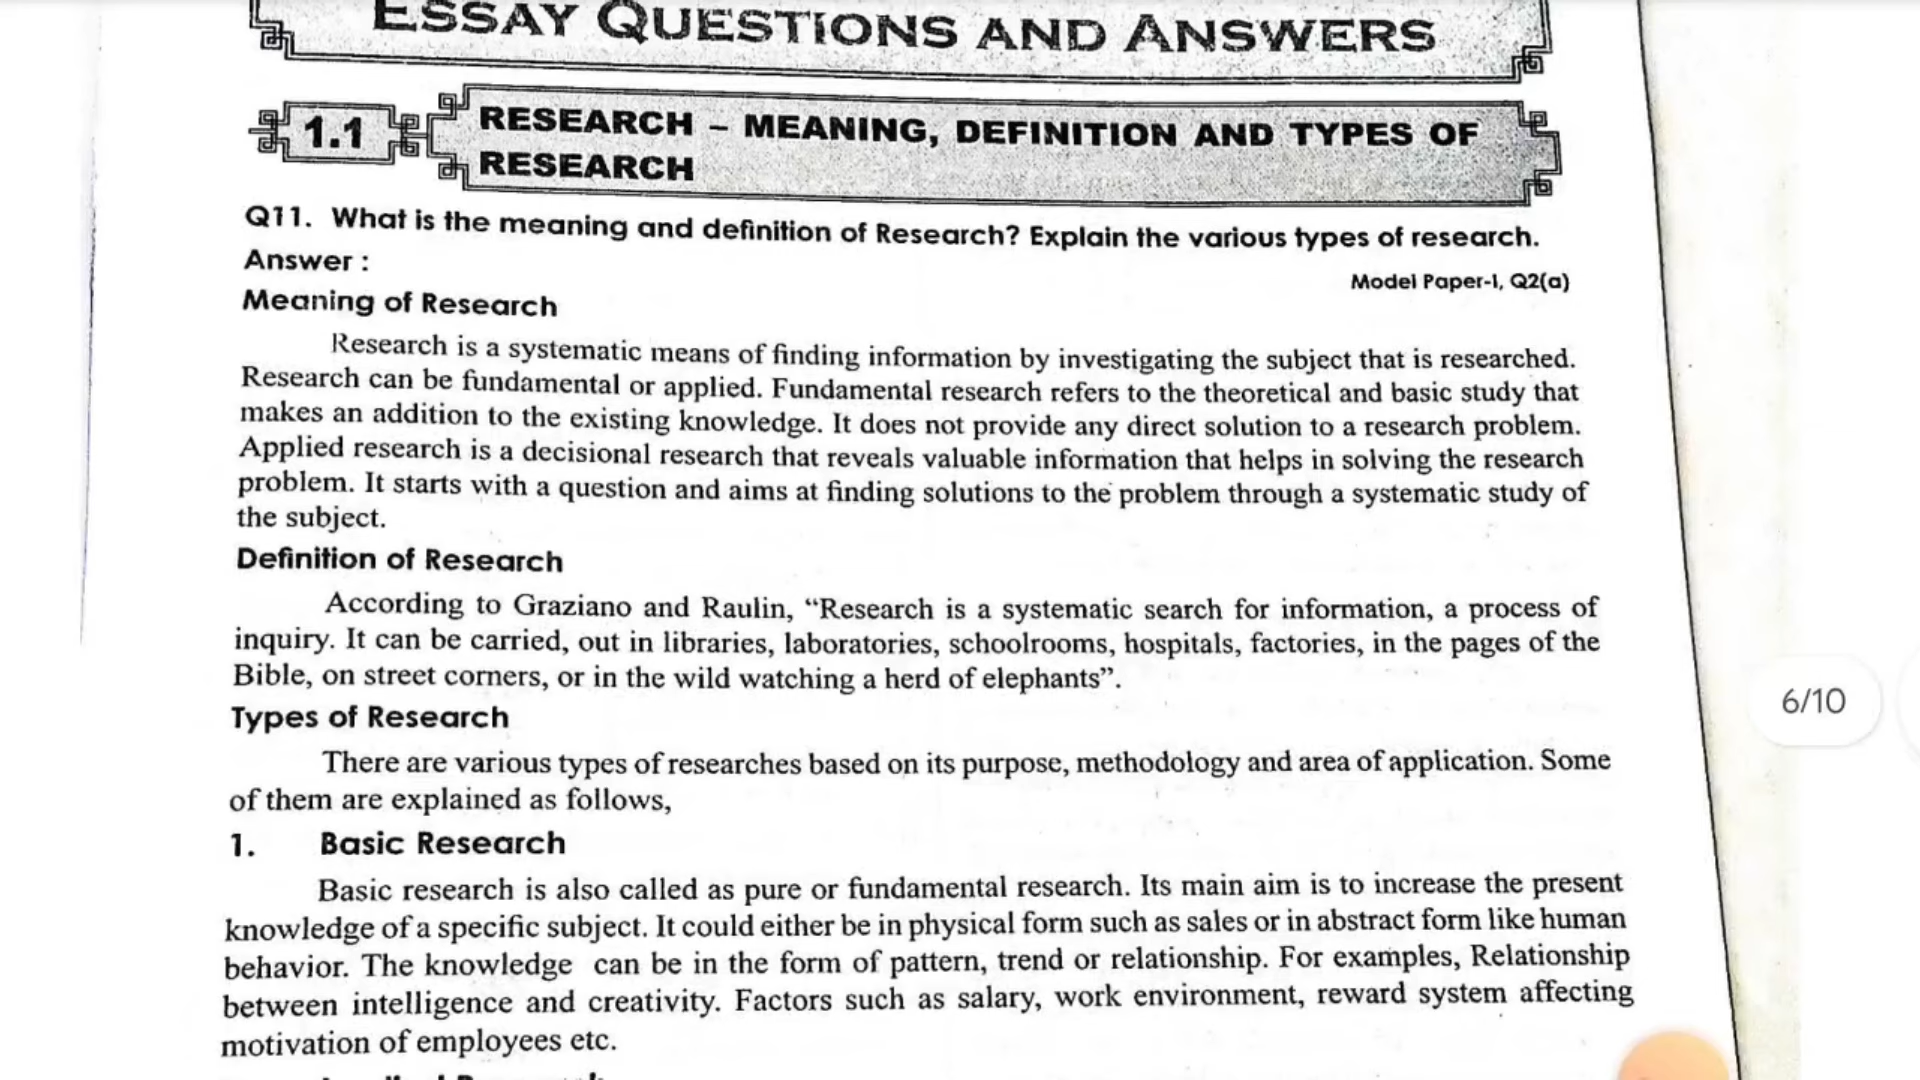 ESSAY QUESTIONS AND ANSWERS
1.1
RESEARCH – MEANING, DEFINITION AND TYPES OF
RESEARCH
Q11. What is the meaning and definition of Research? Explain the various types of research.
Answer :
Model Paper-I, Q2(a)
Meaning of Research
Research is a systematic means of finding information by investigating the subject that is researched.
Research can be fundamental or applied. Fundamental research refers to the theoretical and basic study that
makes an addition to the existing knowledge. It does not provide any direct solution to a research problem.
Applied research is a decisional research that reveals valuable information that helps in solving the research
problem. It starts with a question and aims at finding solutions to the problem through a systematic study of
the subject.
Definition of Research
According to Graziano and Raulin, “Research is a systematic search for information, a process of
inquiry. It can be carried, out in libraries, laboratories, schoolrooms, hospitals, factories, in the pages of the
Bible, on street corners, or in the wild watching a herd of elephants”.
Types of Research
There are various types of researches based on its purpose, methodology and area of application. Some
of them are explained as follows,
6/10
1. Basic Research
Basic research is also called as pure or fundamental research. Its main aim is to increase the present
knowledge of a specific subject. It could either be in physical form such as sales or in abstract form like human
behavior. The knowledge can be in the form of pattern, trend or relationship. For examples, Relationship
between intelligence and creativity. Factors such as salary, work environment, reward system affecting
motivation of employees etc.